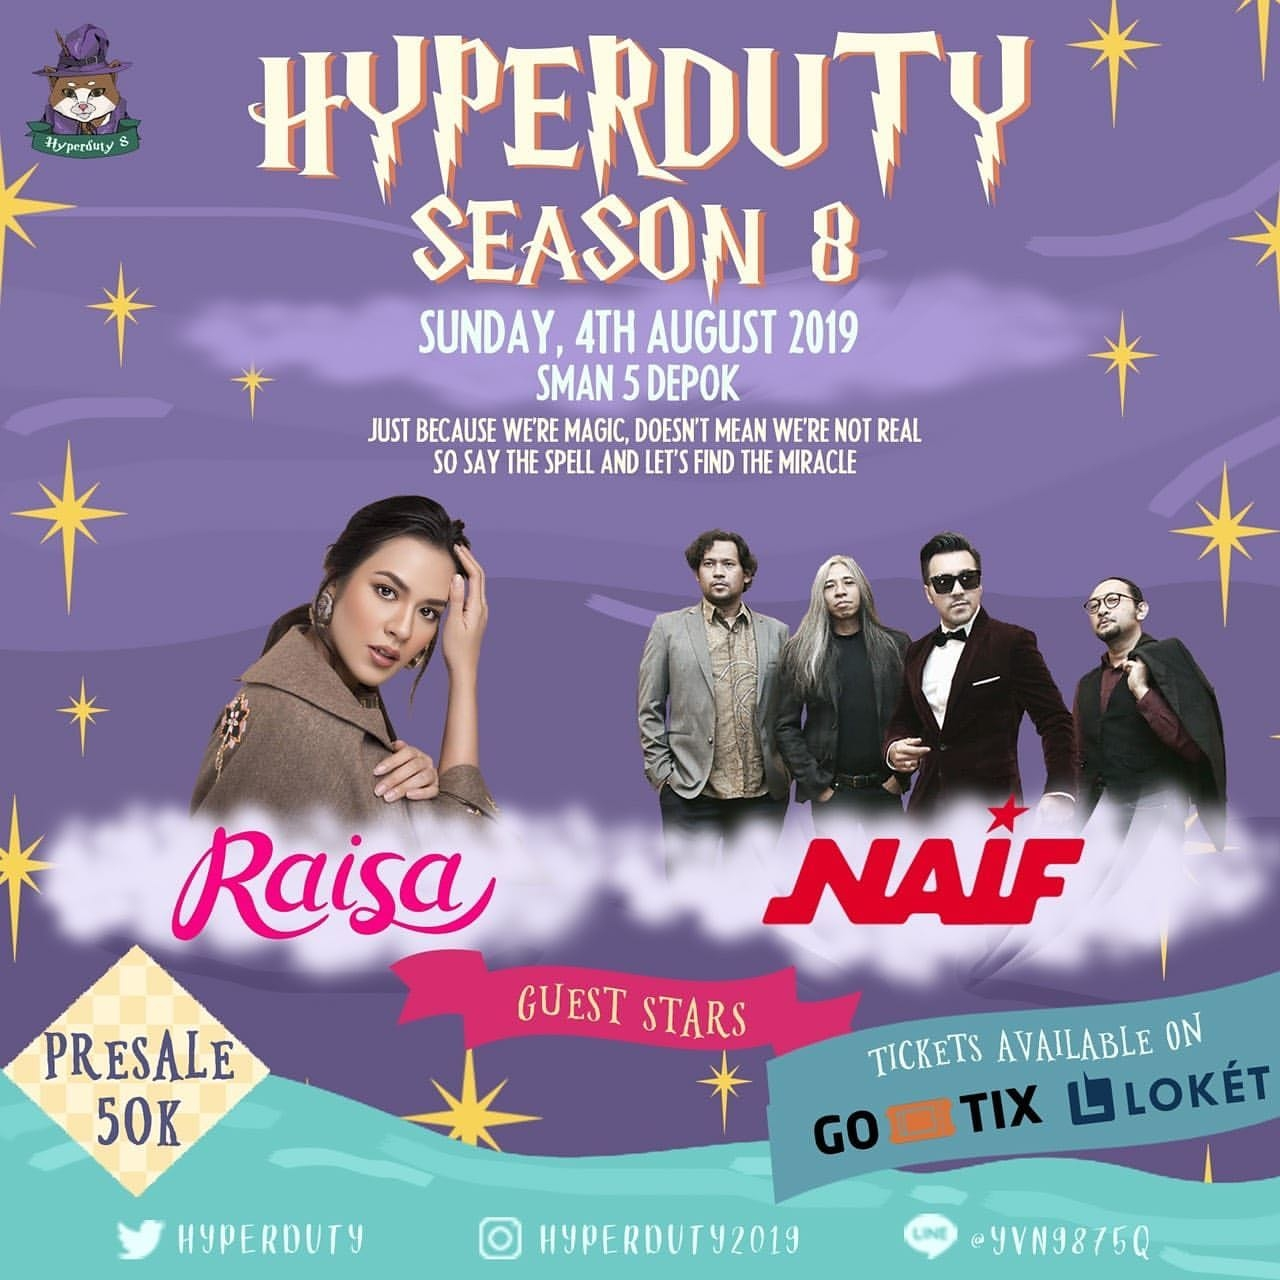 Hyperduty 8
HYPERDUTY
SEASON 8
SUNDAY, 4TH AUGUST 2019
SMAN 5 DEPOK
JUST BECAUSE WE'RE MAGIC, DOESN'T MEAN WE'RE NOT REAL
SO SAY THE SPELL AND LET'S FIND THE MIRACLE
Raisa
NAIF
GUEST STARS
PRESALE
50K
TICKETS AVAILABLE ON
GO TIX LOKÉT
HYPERDUTY
HYPERDUTY2019
LINE @YVN9875Q